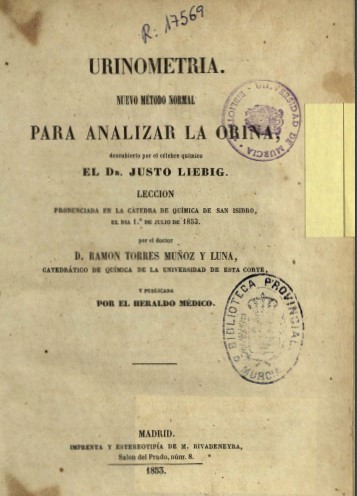 R: 17569
URINOMETRIA.
NUEVO MÉTODO NORMAL
PARA ANALIZAR LA ORINA,
descubierto por el célebre químico
EL DR. JUSTO LIEBIG.
LECCION
PRONUNCIADA EN LA CÁTEDRA DE QUÍMICA DE SAN ISIDRO,
EL DIA 1.º DE JULIO DE 1853.
por el doctor
D. RAMON TORRES MUÑOZ Y LUNA,
CATEDRÁTICO DE QUÍMICA DE LA UNIVERSIDAD DE ESTA CORTE,
Y PUBLICADA
POR EL HERALDO MÉDICO.
UNIVERSIDAD DE MURCIA
BIBLIOTECA PROVINCIAL
MURCIA
MADRID.
IMPRENTA Y ESTEREOTIPÍA DE M. RIVADENEYRA,
Salon del Prado, núm. 8.
1853.